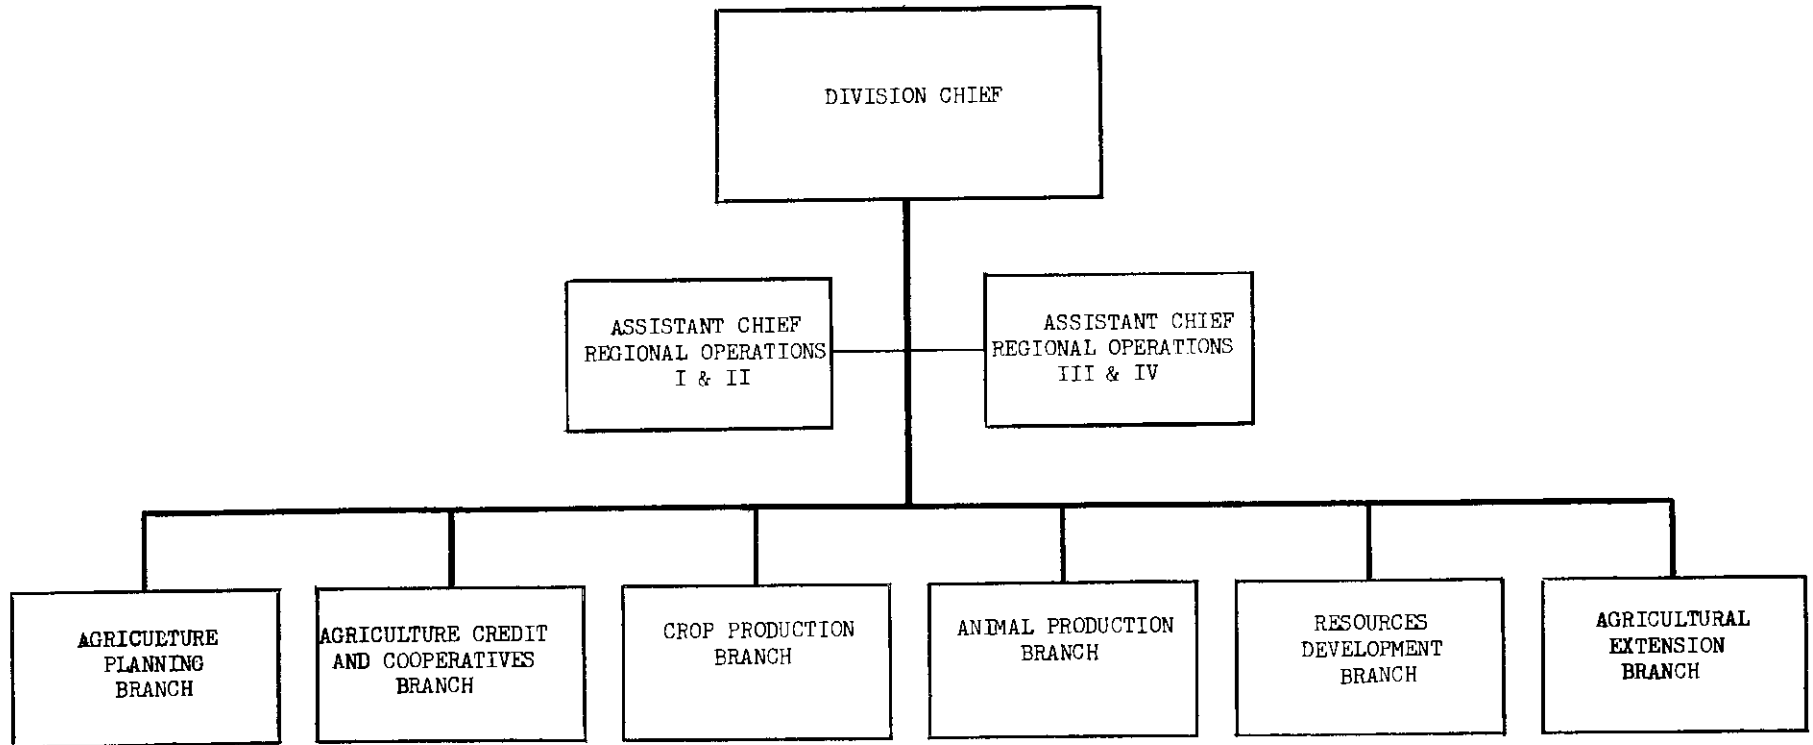 DIVISION CHIEF
ASSISTANT CHIEF
REGIONAL OPERATIONS
I & II
ASSISTANT CHIEF
REGIONAL OPERATIONS
III & IV
AGRICULTURE
PLANNING
BRANCH
AGRICULTURE CREDIT
AND COOPERATIVES
BRANCH
CROP PRODUCTION
BRANCH
ANIMAL PRODUCTION
BRANCH
RESOURCES
DEVELOPMENT
BRANCH
AGRICULTURAL
EXTENSION
BRANCH